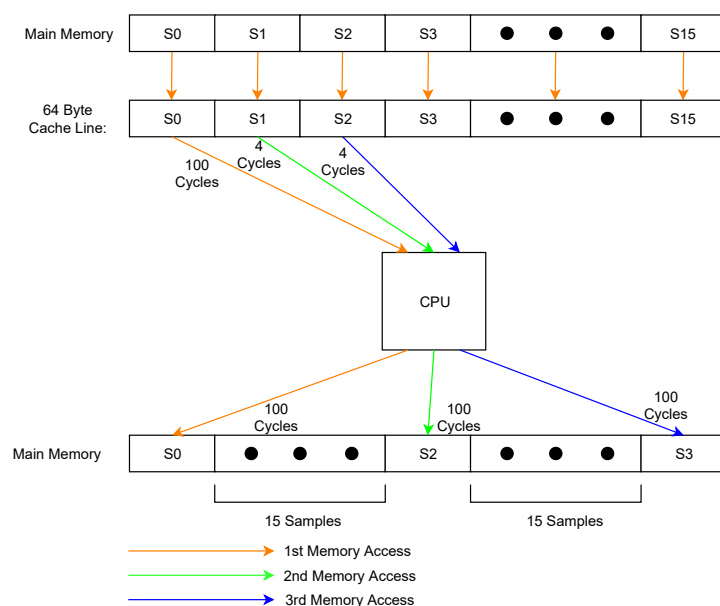 Main Memory S0 S1 S2 S3 S15
64 Byte
Cache Line: S0 S1 S2 S3 S15
100
Cycles
4
Cycles
4
Cycles
CPU
100
Cycles
100
Cycles
100
Cycles
Main Memory S0 S2 S3
15 Samples 15 Samples
1st Memory Access
2nd Memory Access
3rd Memory Access